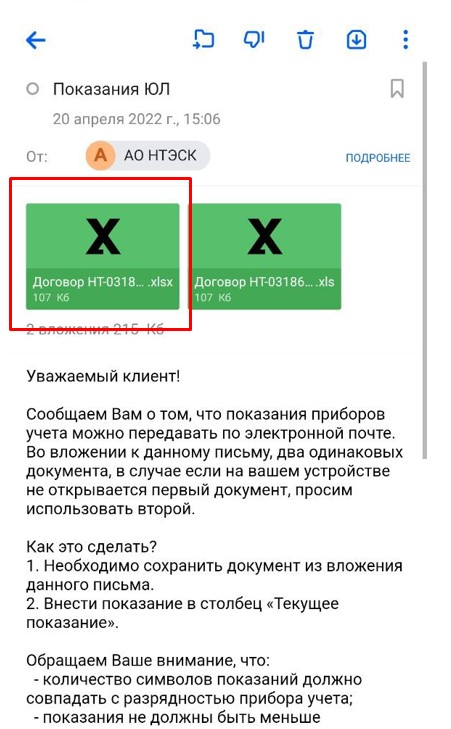 Показания ЮЛ
20 апреля 2022 г., 15:06
От: А АО НТЭСК ПОДРОБНЕЕ
X X
Договор НТ-0318... .xlsx Договор НТ-03186... .xls
107 Кб 107 Кб
2 вложения 215 Кб
Уважаемый клиент!
Сообщаем Вам о том, что показания приборов
учета можно передавать по электронной почте.
Во вложении к данному письму, два одинаковых
документа, в случае если на вашем устройстве
не открывается первый документ, просим
использовать второй.
Как это сделать?
1. Необходимо сохранить документ из вложения
данного письма.
2. Внести показание в столбец «Текущее
показание».
Обращаем Ваше внимание, что:
- количество символов показаний должно
совпадать с разрядностью прибора учета;
- показания не должны быть меньше